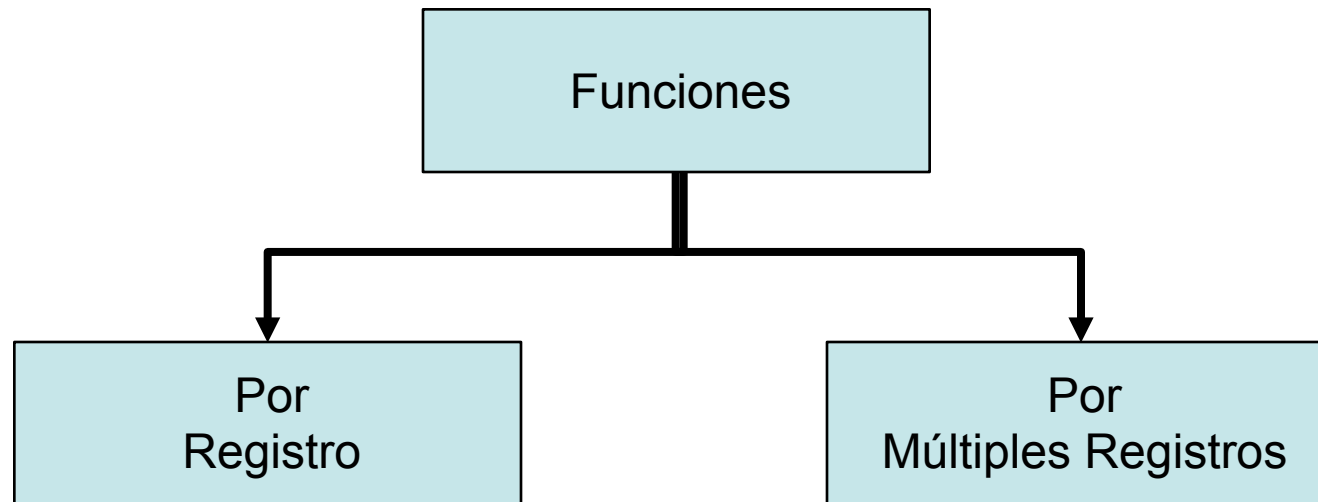 Funciones
Por
Registro
Por
Múltiples Registros